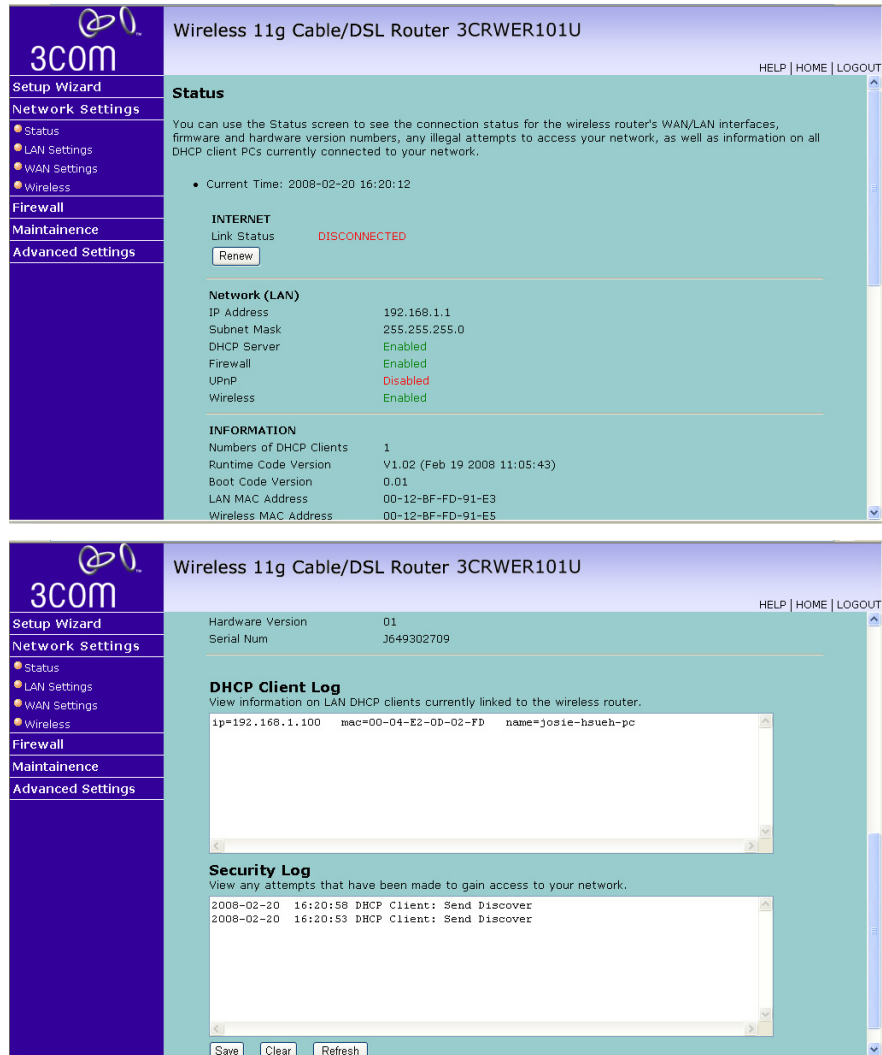 3COM
Wireless 11g Cable/DSL Router 3CRWER101U
HELP | HOME | LOGOUT
Setup Wizard
Network Settings
Status
LAN Settings
WAN Settings
Wireless
Firewall
Maintainence
Advanced Settings
Status
You can use the Status screen to see the connection status for the wireless router's WAN/LAN interfaces,
firmware and hardware version numbers, any illegal attempts to access your network, as well as information on all
DHCP client PCs currently connected to your network.
• Current Time: 2008-02-20 16:20:12
INTERNET
Link Status DISCONNECTED
Renew
Network (LAN)
IP Address 192.168.1.1
Subnet Mask 255.255.255.0
DHCP Server Enabled
Firewall Enabled
UPnP Disabled
Wireless Enabled
INFORMATION
Numbers of DHCP Clients 1
Runtime Code Version V1.02 (Feb 19 2008 11:05:43)
Boot Code Version 0.01
LAN MAC Address 00-12-BF-FD-91-E3
Wireless MAC Address 00-12-BF-FD-91-E5
3COM
Wireless 11g Cable/DSL Router 3CRWER101U
HELP | HOME | LOGOUT
Setup Wizard
Network Settings
Status
LAN Settings
WAN Settings
Wireless
Firewall
Maintainence
Advanced Settings
Hardware Version 01
Serial Num J649302709
DHCP Client Log
View information on LAN DHCP clients currently linked to the wireless router.
ip=192.168.1.100 mac=00-04-E2-0D-02-FD name=josie-hsueh-pc
Security Log
View any attempts that have been made to gain access to your network.
2008-02-20 16:20:58 DHCP Client: Send Discover
2008-02-20 16:20:53 DHCP Client: Send Discover
Save Clear Refresh